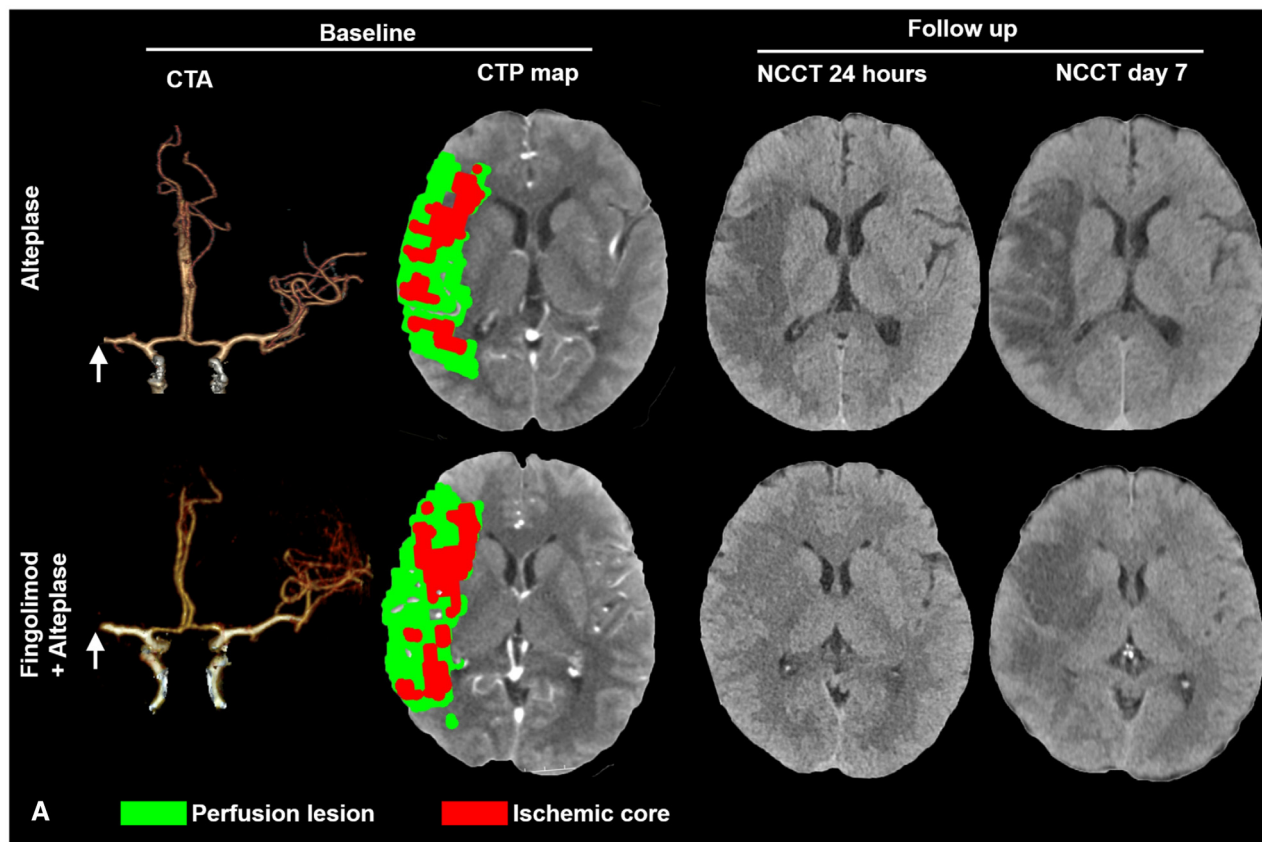 Baseline
Follow up
CTA
CTP map
NCCT 24 hours
NCCT day 7
Alteplase
Fingolimod
+ Alteplase
A
Perfusion lesion
Ischemic core